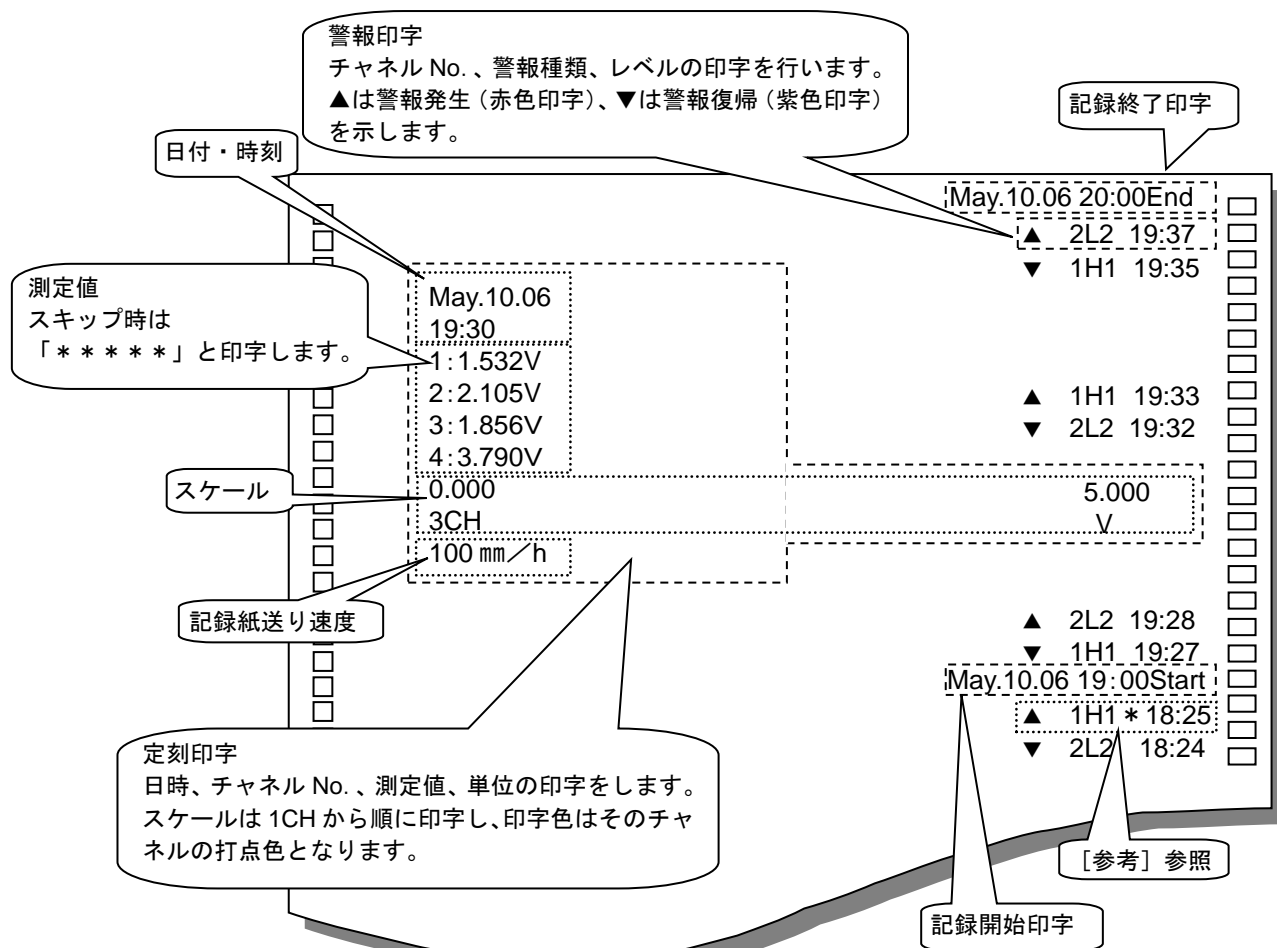 警報印字
チャネル No. 、警報種類、レベルの印字を行います。
▲は警報発生（赤色印字）、▼は警報復帰（紫色印字）
を示します。
記録終了印字
日付・時刻
May.10.06 20:00End
▲ 2L2 19:37
▼ 1H1 19:35
測定値
スキップ時は
「＊＊＊＊＊」と印字します。
May.10.06
19:30
1:1.532V
2:2.105V
3:1.856V
4:3.790V
▲ 1H1 19:33
▼ 2L2 19:32
スケール
0.000 5.000
3CH V
100 ㎜／h
記録紙送り速度
▲ 2L2 19:28
▼ 1H1 19:27
May.10.06 19:00Start
▲ 1H1＊18:25
▼ 2L2 18:24
定刻印字
日時、チャネル No. 、測定値、単位の印字をします。
スケールは 1CH から順に印字し、印字色はそのチャ
ネルの打点色となります。
［参考］参照
記録開始印字